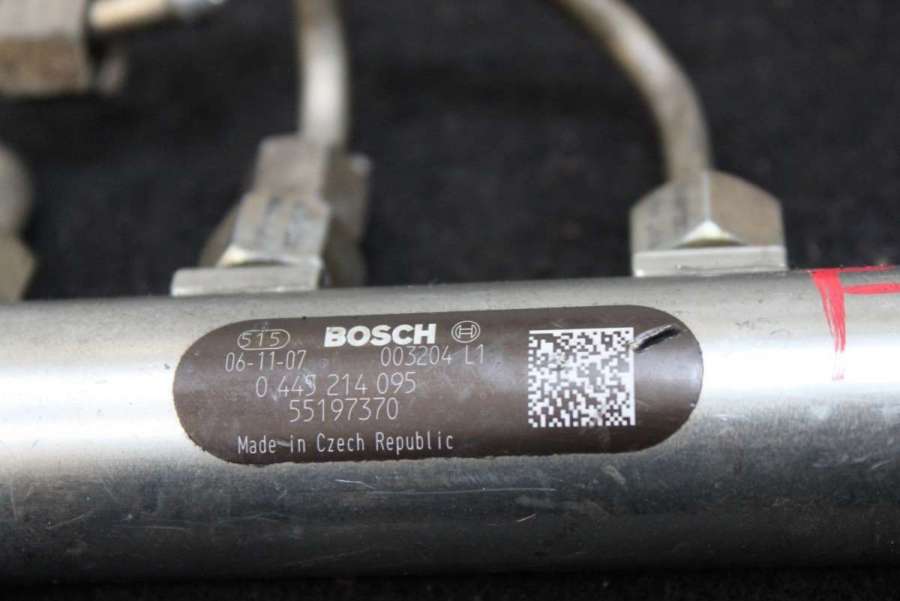 515 BOSCH
06-11-07 003204 L1
0 445 214 095
55197370
Made in Czech Republic